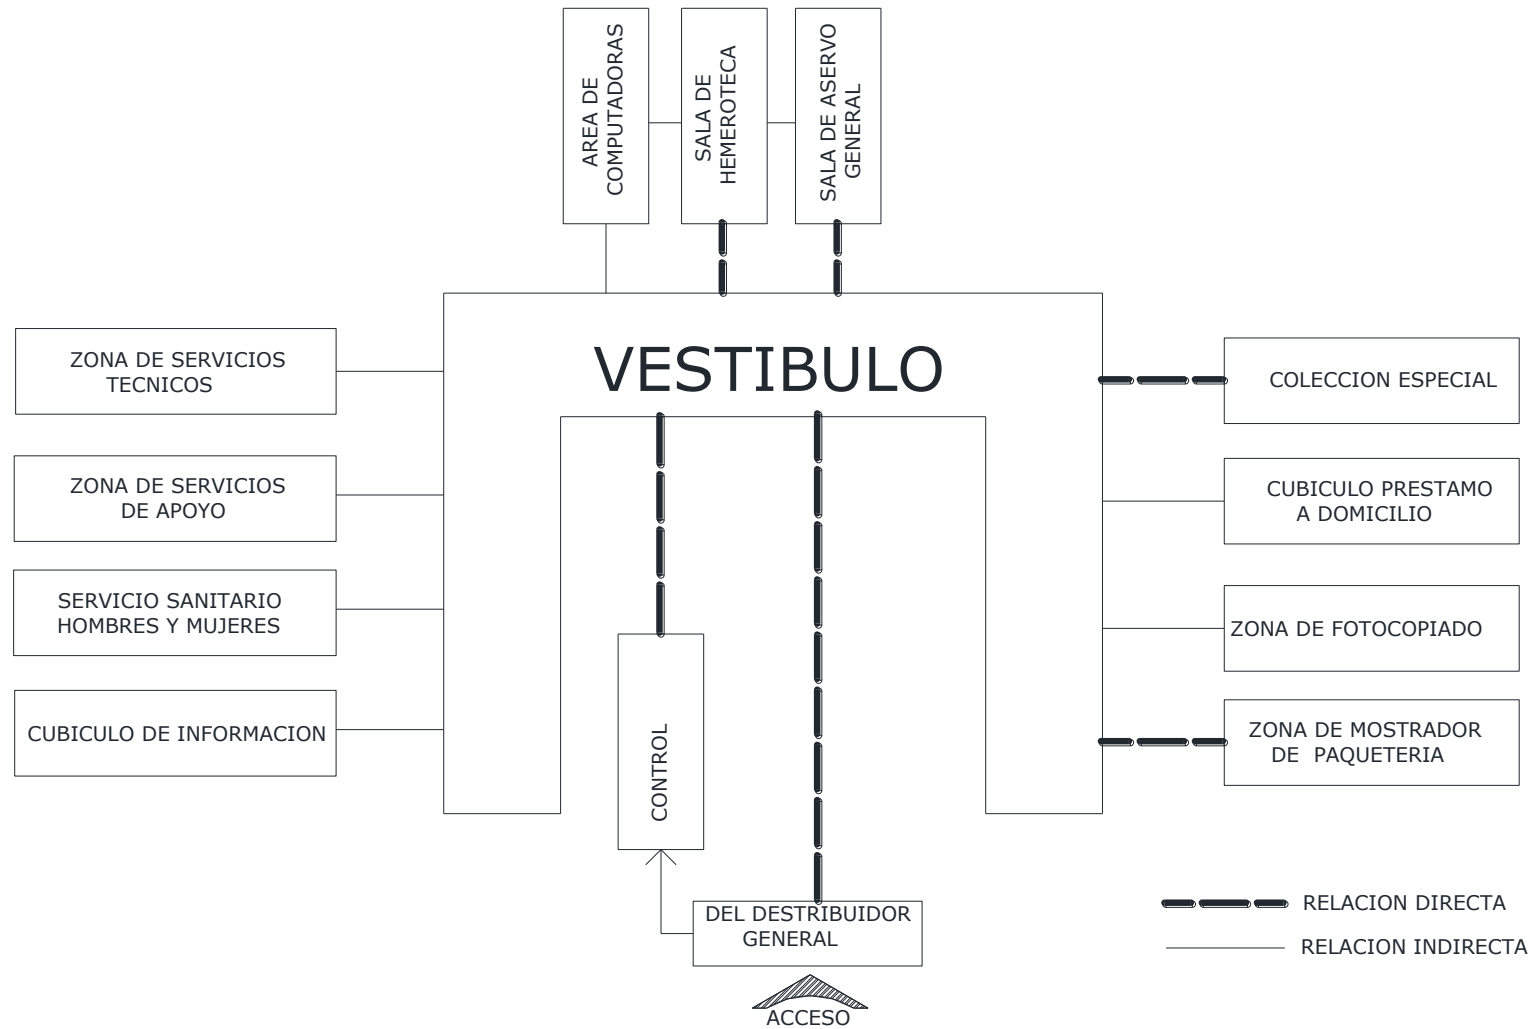 AREA DE
COMPUTADORAS
SALA DE
HEMEROTECA
SALA DE ASERVO
GENERAL
VESTIBULO
ZONA DE SERVICIOS
TECNICOS
ZONA DE SERVICIOS
DE APOYO
SERVICIO SANITARIO
HOMBRES Y MUJERES
CUBICULO DE INFORMACION
COLECCION ESPECIAL
CUBICULO PRESTAMO
A DOMICILIO
ZONA DE FOTOCOPIADO
ZONA DE MOSTRADOR
DE PAQUETERIA
CONTROL
DEL DESTRIBUIDOR
GENERAL
ACCESO
RELACION DIRECTA
RELACION INDIRECTA